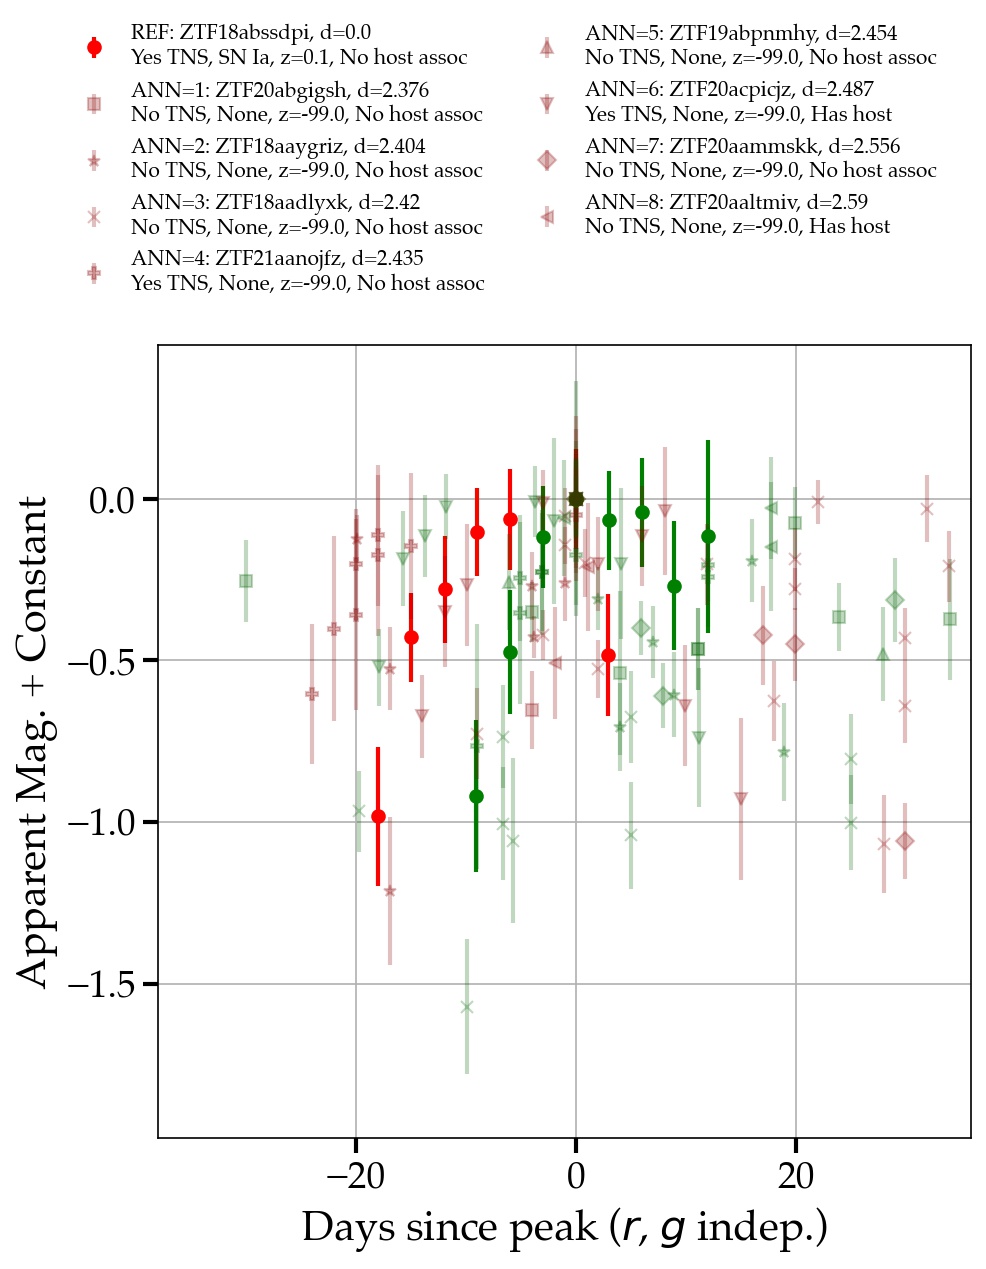 REF: ZTF18abssdpi, d=0.0
Yes TNS, SN Ia, z=0.1, No host assoc
ANN=1: ZTF20abgigsh, d=2.376
No TNS, None, z=-99.0, No host assoc
ANN=2: ZTF18aaygriz, d=2.404
No TNS, None, z=-99.0, No host assoc
ANN=3: ZTF18aadlyxk, d=2.42
No TNS, None, z=-99.0, No host assoc
ANN=4: ZTF21aanojfz, d=2.435
Yes TNS, None, z=-99.0, No host assoc
ANN=5: ZTF19abpnmhy, d=2.454
No TNS, None, z=-99.0, No host assoc
ANN=6: ZTF20acpicjz, d=2.487
Yes TNS, None, z=-99.0, Has host
ANN=7: ZTF20aammskk, d=2.556
No TNS, None, z=-99.0, No host assoc
ANN=8: ZTF20aaltmiv, d=2.59
No TNS, None, z=-99.0, Has host
Apparent Mag. + Constant
0.0
−0.5
−1.0
−1.5
−20
0
20
Days since peak (r, g indep.)